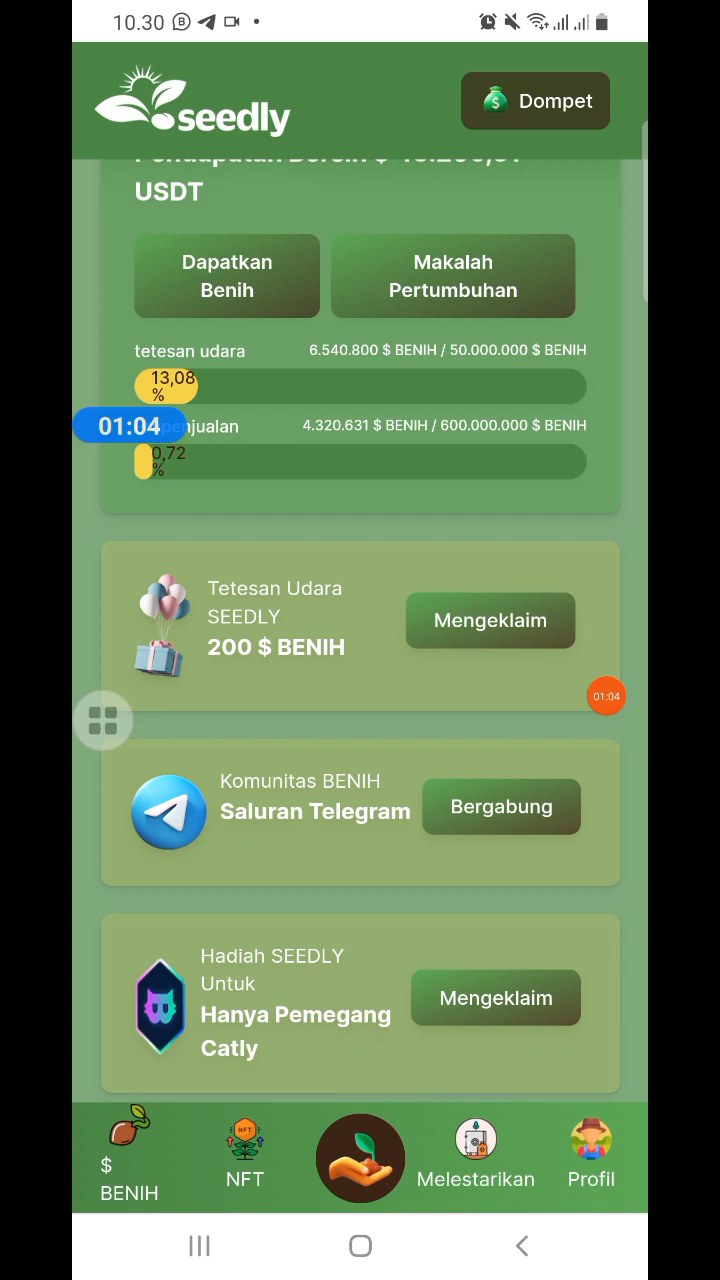 10.30
seedly
Dompet
USDT
Dapatkan
Benih
Makalah
Pertumbuhan
tetesan udara
6.540.800 $ BENIH / 50.000.000 $ BENIH
13,08
%
01:04
penjualan
4.320.631 $ BENIH / 600.000.000 $ BENIH
0,72
%
Tetesan Udara
SEEDLY
200 $ BENIH
Mengeklaim
01:04
Komunitas BENIH
Saluran Telegram
Bergabung
Hadiah SEEDLY
Untuk
Hanya Pemegang
Catly
Mengeklaim
$
BENIH
NFT
NFT
Melestarikan
Profil